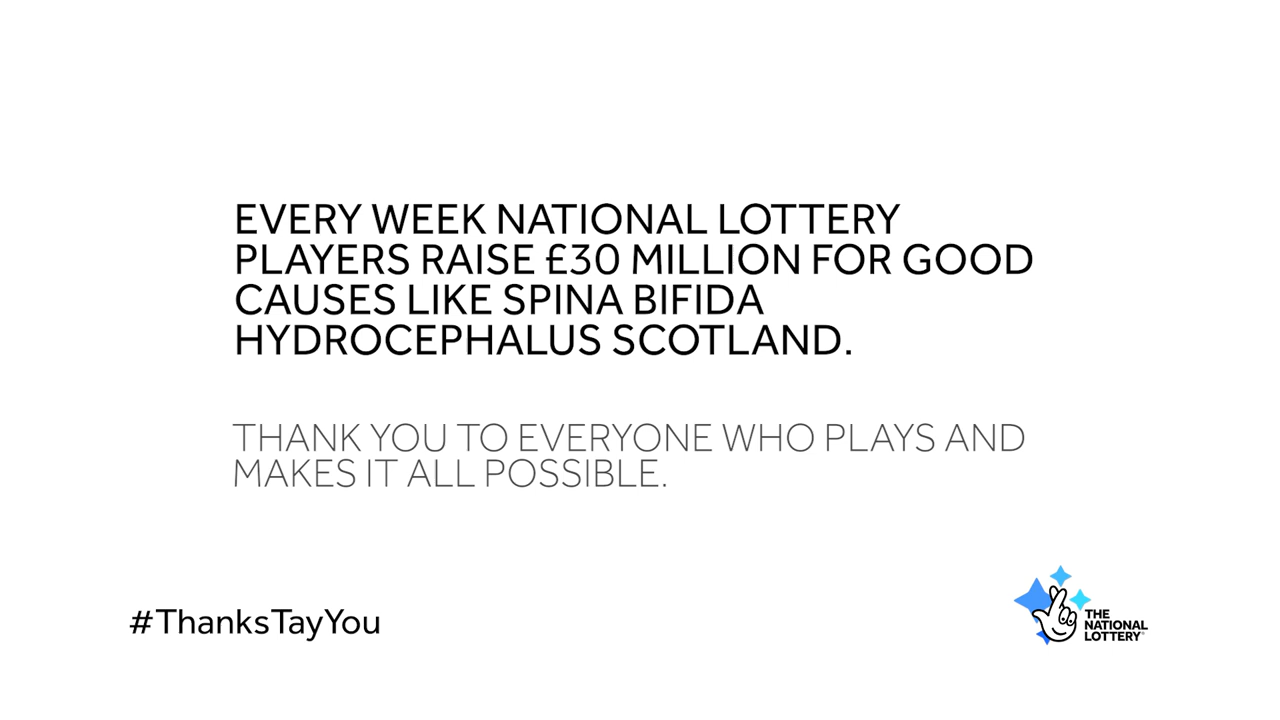 EVERY WEEK NATIONAL LOTTERY
PLAYERS RAISE £30 MILLION FOR GOOD
CAUSES LIKE SPINA BIFIDA
HYDROCEPHALUS SCOTLAND.
THANK YOU TO EVERYONE WHO PLAYS AND
MAKES IT ALL POSSIBLE.
#ThanksTayYou
THE
NATIONAL
LOTTERY